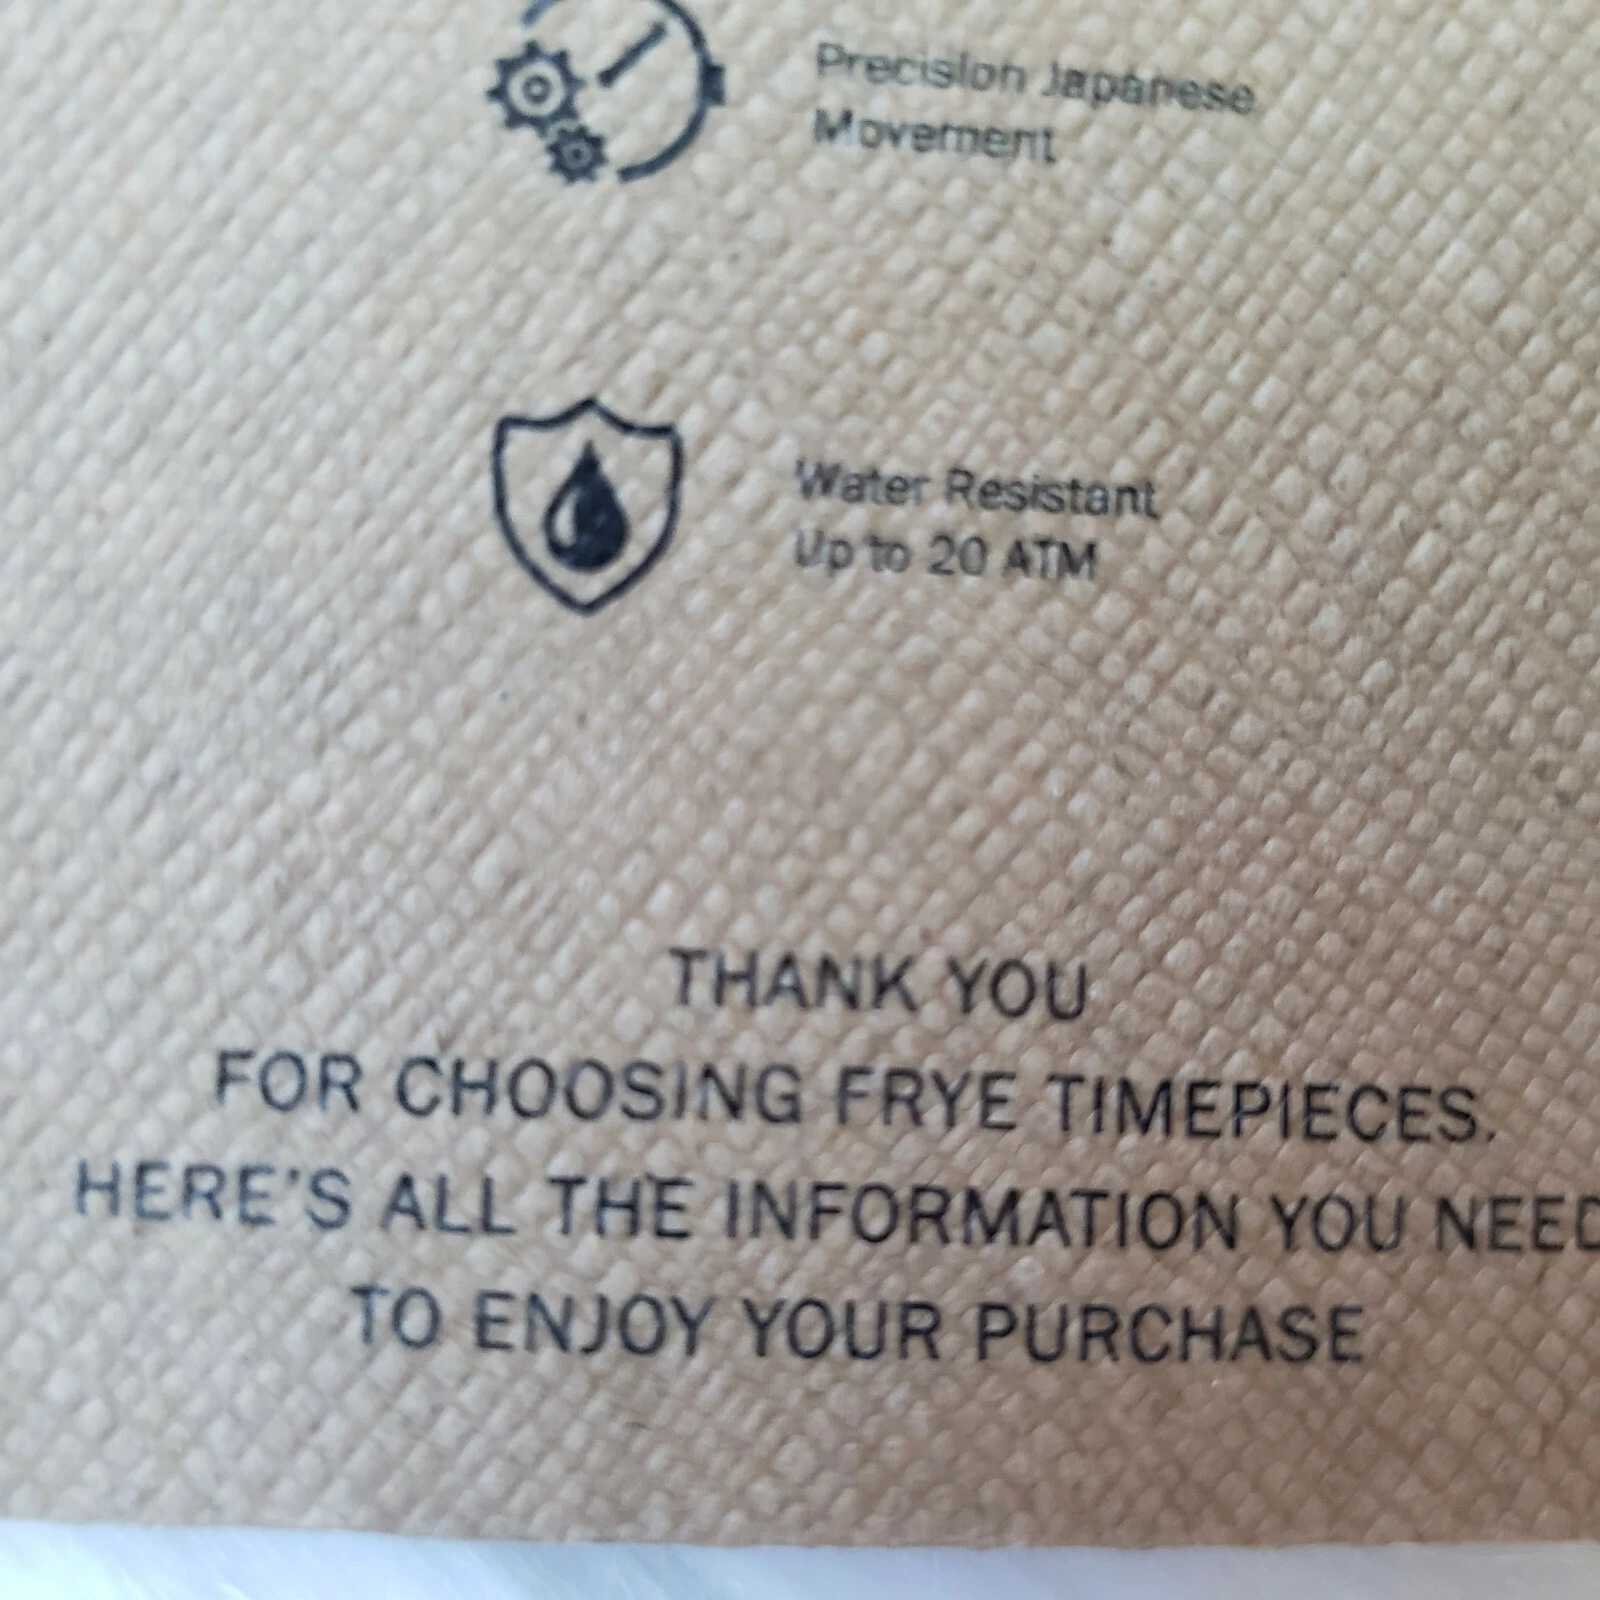 Precision Japanese
Movement
Water Resistant
Up to 20 ATM
THANK YOU
FOR CHOOSING FRYE TIMEPIECES.
HERE'S ALL THE INFORMATION YOU NEED
TO ENJOY YOUR PURCHASE